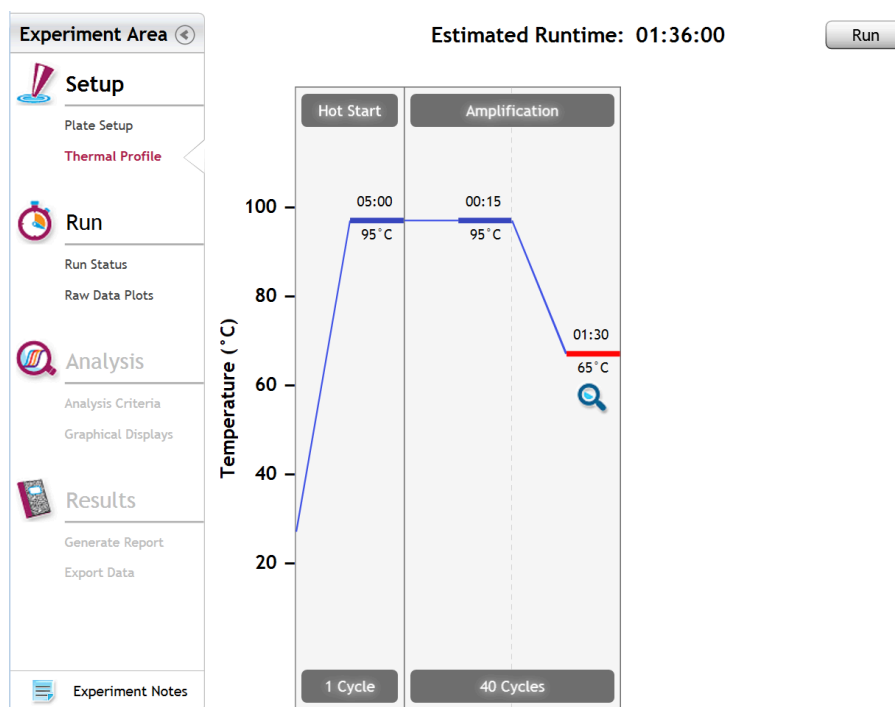 Experiment Area
Setup
Plate Setup
Thermal Profile
Run
Run Status
Raw Data Plots
Analysis
Analysis Criteria
Graphical Displays
Results
Generate Report
Export Data
Experiment Notes
Estimated Runtime: 01:36:00
Run
Hot Start
Amplification
Temperature (˚C)
100
80
60
40
20
05:00
95˚C
00:15
95˚C
01:30
65˚C
1 Cycle
40 Cycles